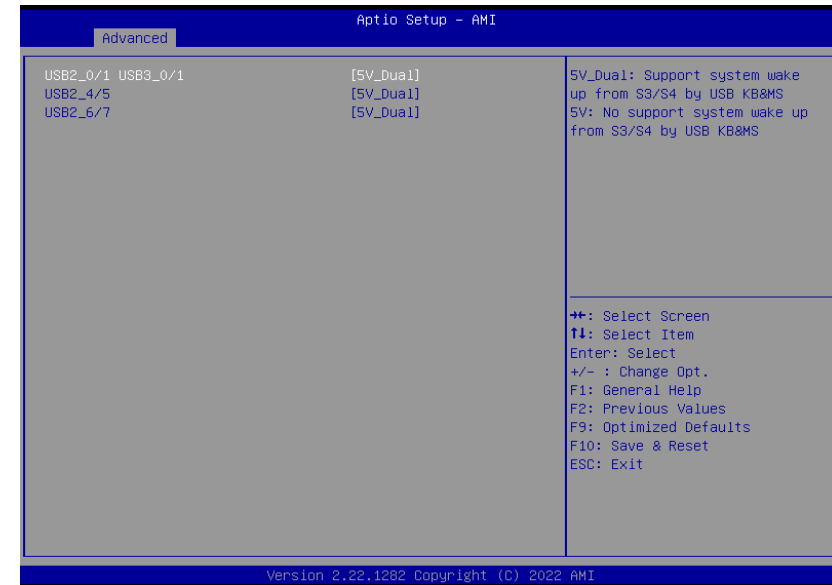 Aptio Setup – AMI
Advanced
USB2_0/1 USB3_0/1 [5V_Dual]
USB2_4/5 [5V_Dual]
USB2_6/7 [5V_Dual]
5V_Dual: Support system wake
up from S3/S4 by USB KB&MS
5V: No support system wake up
from S3/S4 by USB KB&MS
→←: Select Screen
↑↓: Select Item
Enter: Select
+/- : Change Opt.
F1: General Help
F2: Previous Values
F9: Optimized Defaults
F10: Save & Reset
ESC: Exit
Version 2.22.1282 Copyright (C) 2022 AMI